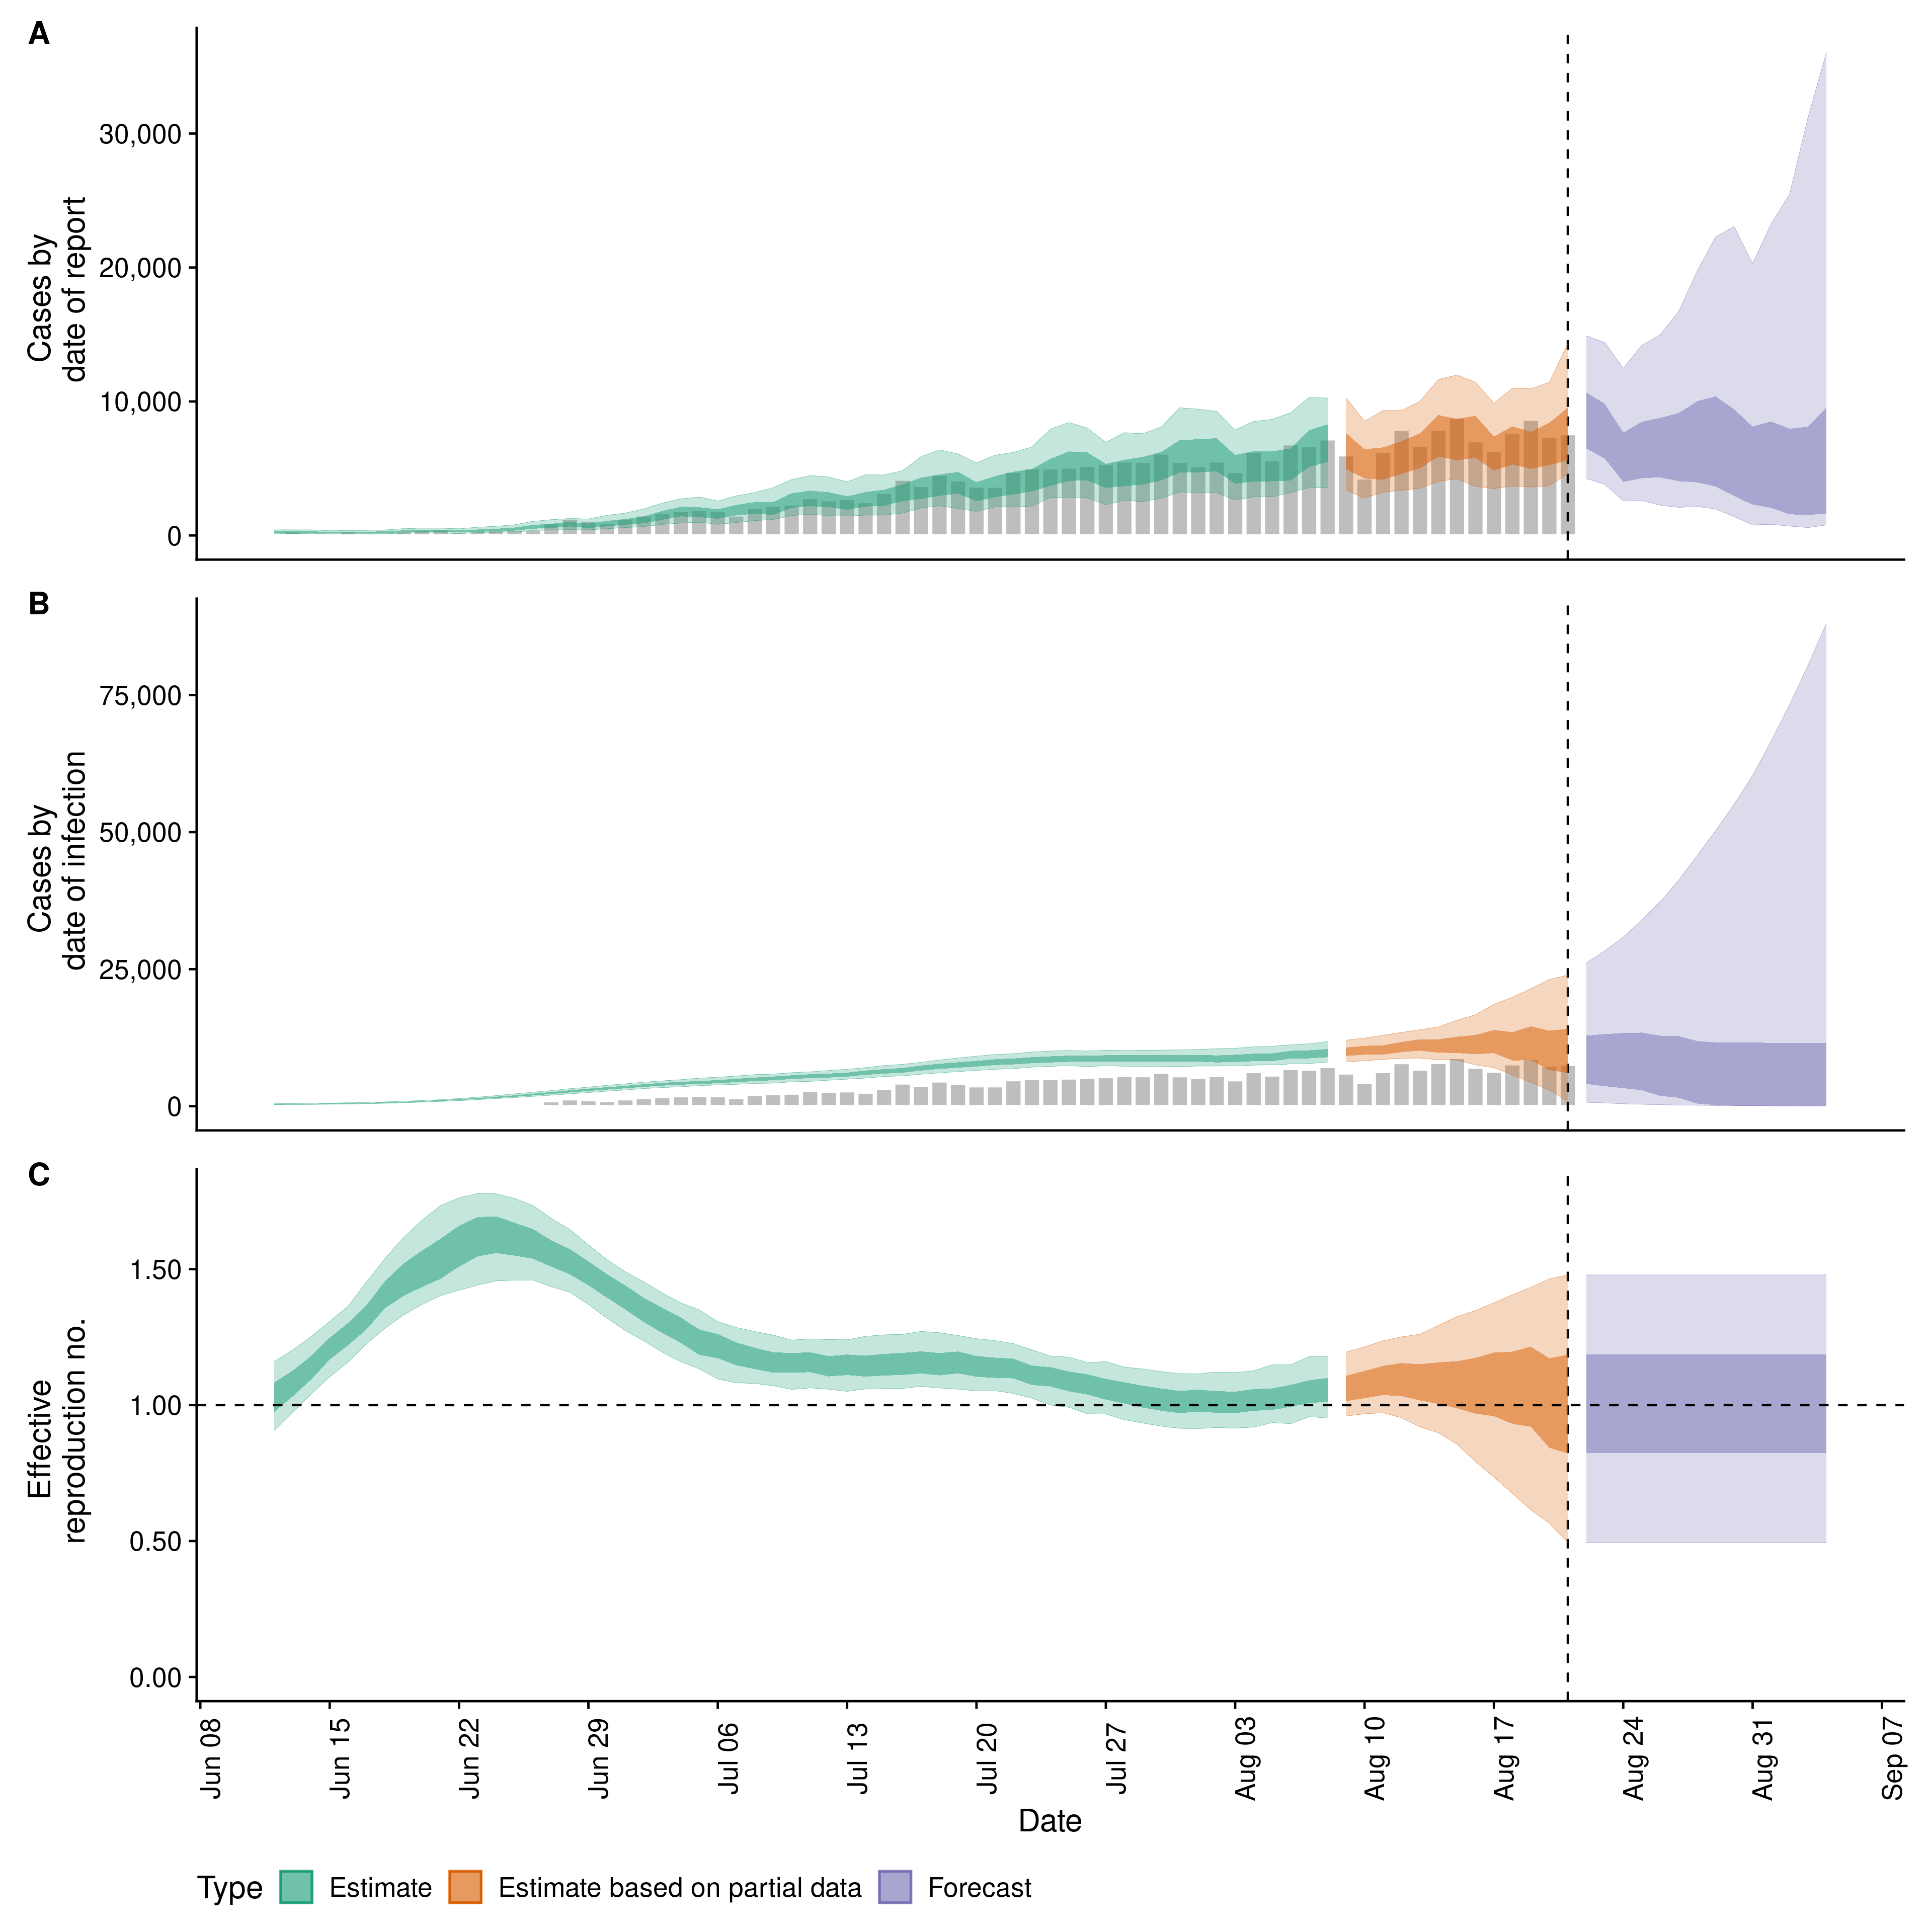 A
Cases by
date of report
30,000
20,000
10,000
0
B
Cases by
date of infection
75,000
50,000
25,000
0
C
Effective
reproduction no.
1.50
1.00
0.50
0.00
Jun 08
Jun 15
Jun 22
Jun 29
Jul 06
Jul 13
Jul 20
Jul 27
Aug 03
Aug 10
Aug 17
Aug 24
Aug 31
Sep 07
Date
Type Estimate Estimate based on partial data Forecast